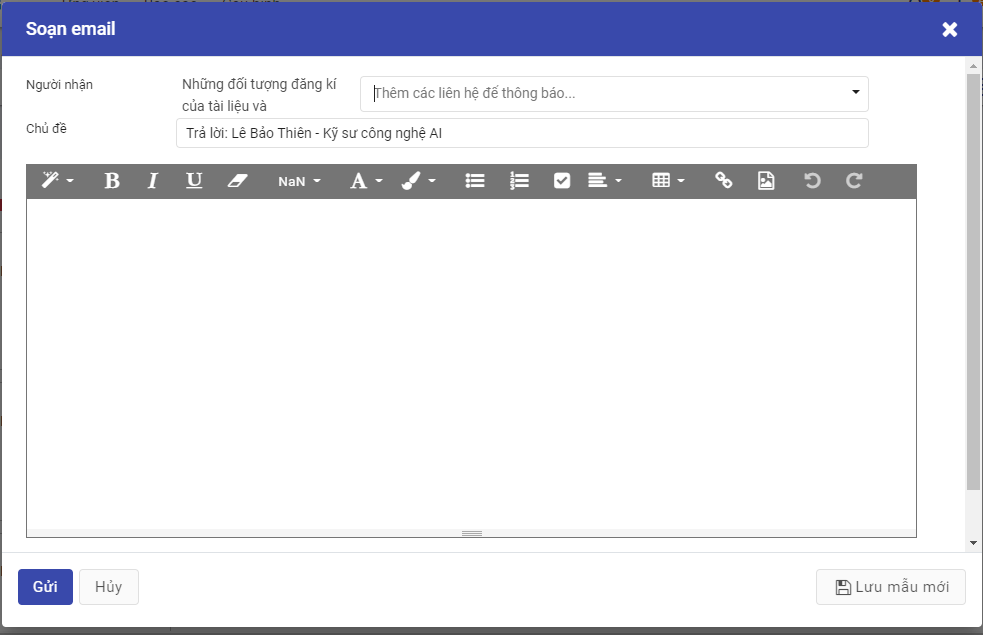 Soạn email
Người nhận
Những đối tượng đăng kí
của tài liệu và
Thêm các liên hệ để thông báo...
Chủ đề
Trả lời: Lê Bảo Thiên - Kỹ sư công nghệ AI
B I U NaN A
Gửi
Hủy
Lưu mẫu mới